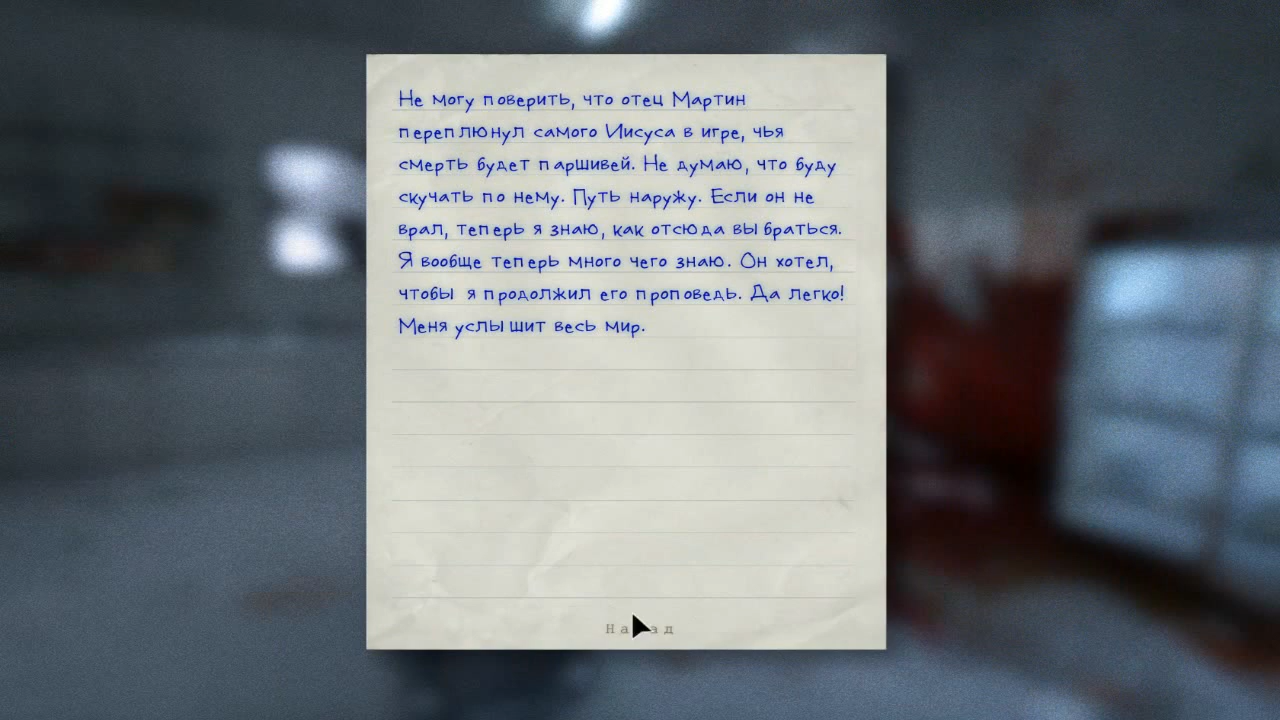 Не могу поверить, что отец Мартин
переплюнул самого Иисуса в игре, чья
смерть будет паршивей. Не думаю, что буду
скучать по нему. Путь наружу. Если он не
врал, теперь я знаю, как отсюда выбраться.
Я вообще теперь много чего знаю. Он хотел,
чтобы я продолжил его проповедь. Да легко!
Меня услышит весь мир.
Назад